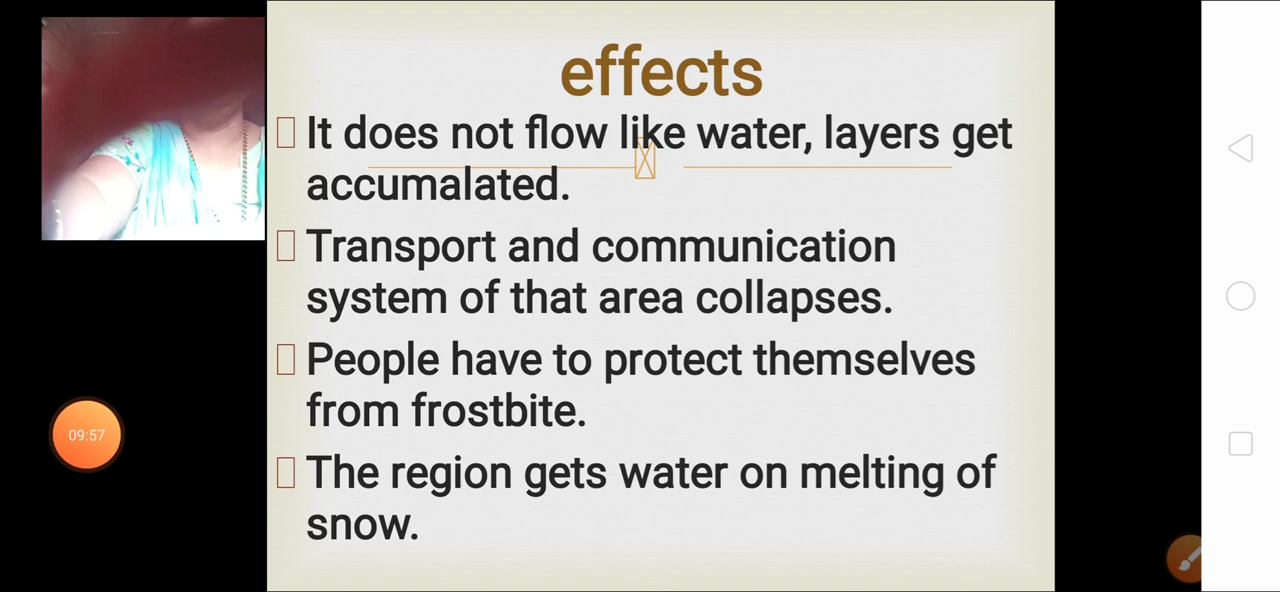 effects
It does not flow like water, layers get
accumalated.
Transport and communication
system of that area collapses.
People have to protect themselves
from frostbite.
09:57
The region gets water on melting of
snow.